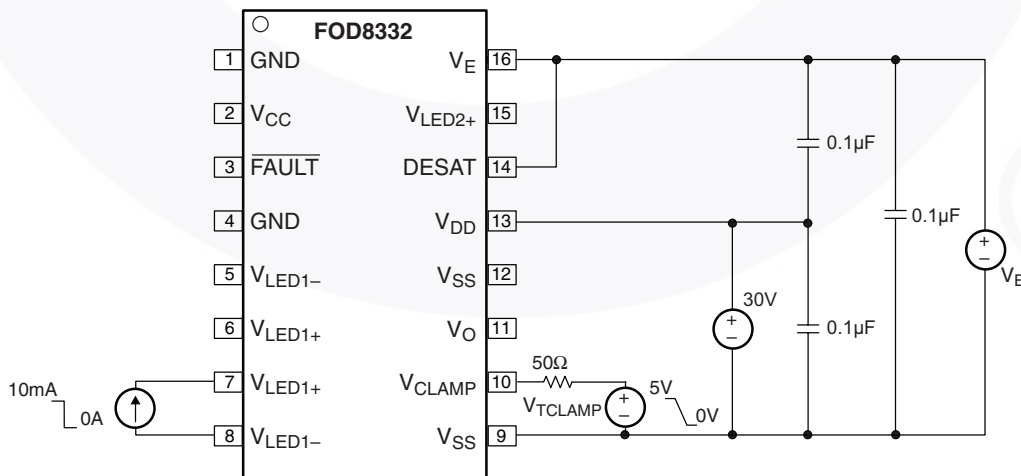 FOD8332
1 GND
2 VCC
3 FAULT
4 GND
5 VLED1–
6 VLED1+
7 VLED1+
8 VLED1–
VE 16
VLED2+ 15
DESAT 14
VDD 13
VSS 12
VO 11
VCLAMP 10
VSS 9
10mA
0A
50Ω
VTCLAMP
+
–
5V
0V
30V
+
–
0.1µF
0.1µF
0.1µF
+
–
VE